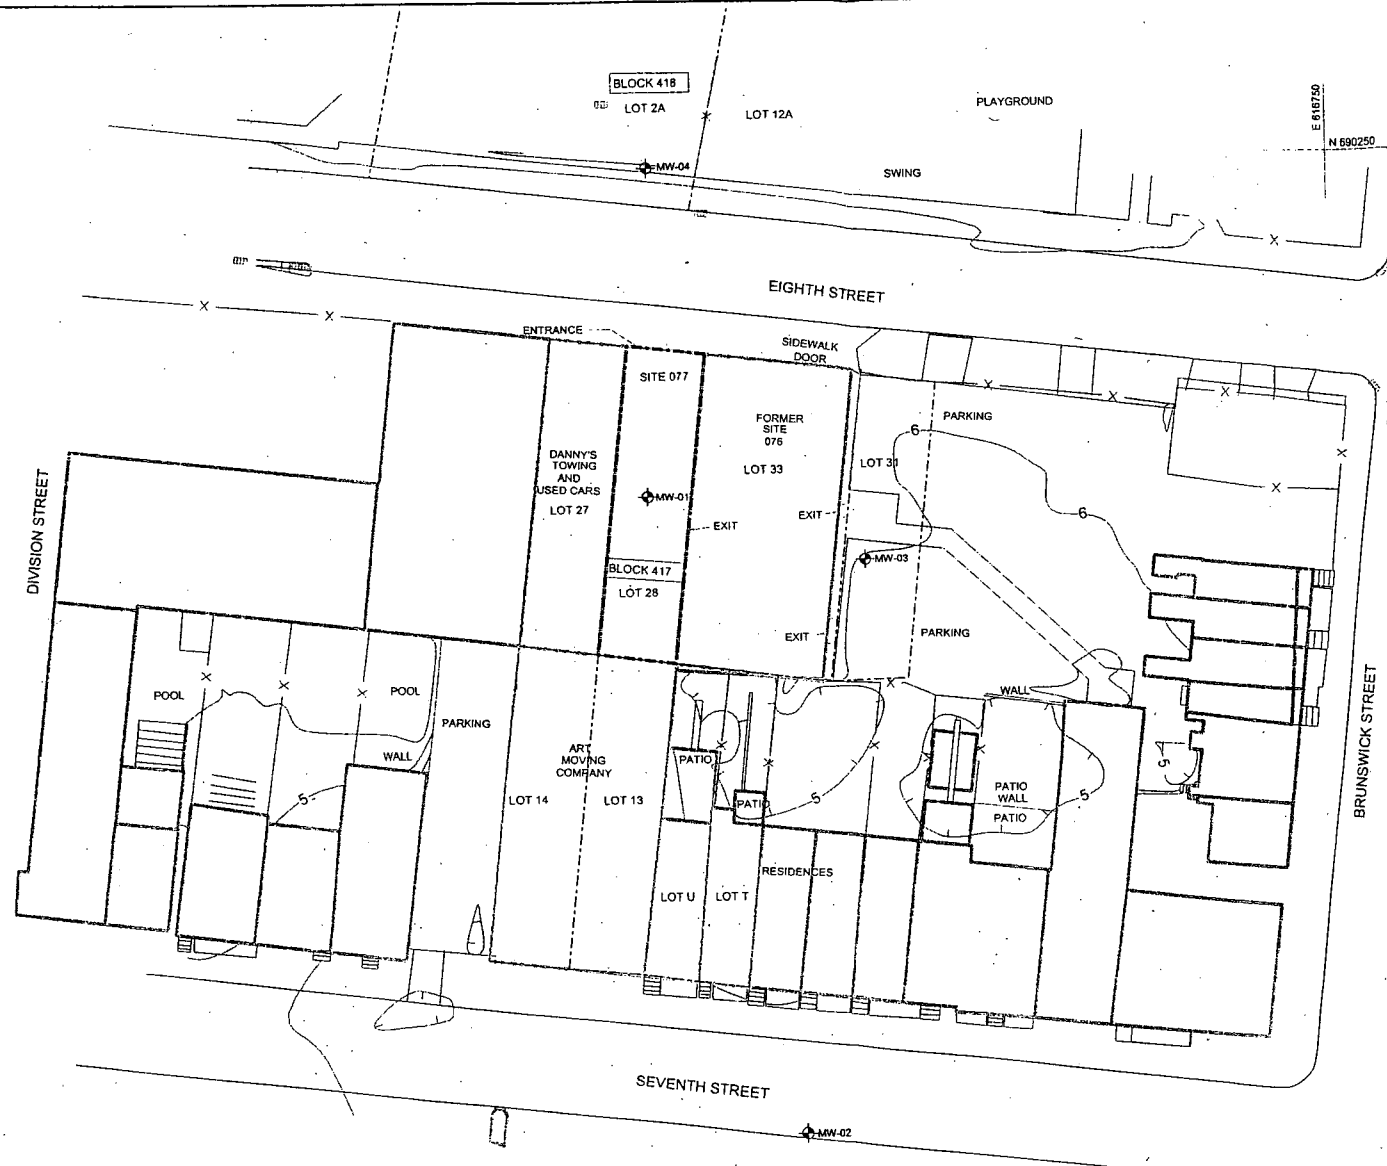 BLOCK 418
LOT 2A
LOT 12A
PLAYGROUND
E 616750
N 690250
MW-04
SWING
EIGHTH STREET
ENTRANCE
SIDEWALK
DOOR
SITE 077
FORMER
SITE
076
LOT 33
PARKING
6
LOT 31
DANNY'S
TOWING
AND
USED CARS
LOT 27
MW-01
EXIT
EXIT
6
DIVISION STREET
BLOCK 417
LOT 28
MW-03
EXIT
PARKING
POOL
POOL
PARKING
WALL
WALL
ART
MOVING
COMPANY
LOT 14
LOT 13
PATIO
PATIO
5
5
PATIO
WALL
PATIO
5
5
BRUNSWICK STREET
RESIDENCES
LOT U
LOT T
SEVENTH STREET
MW-02